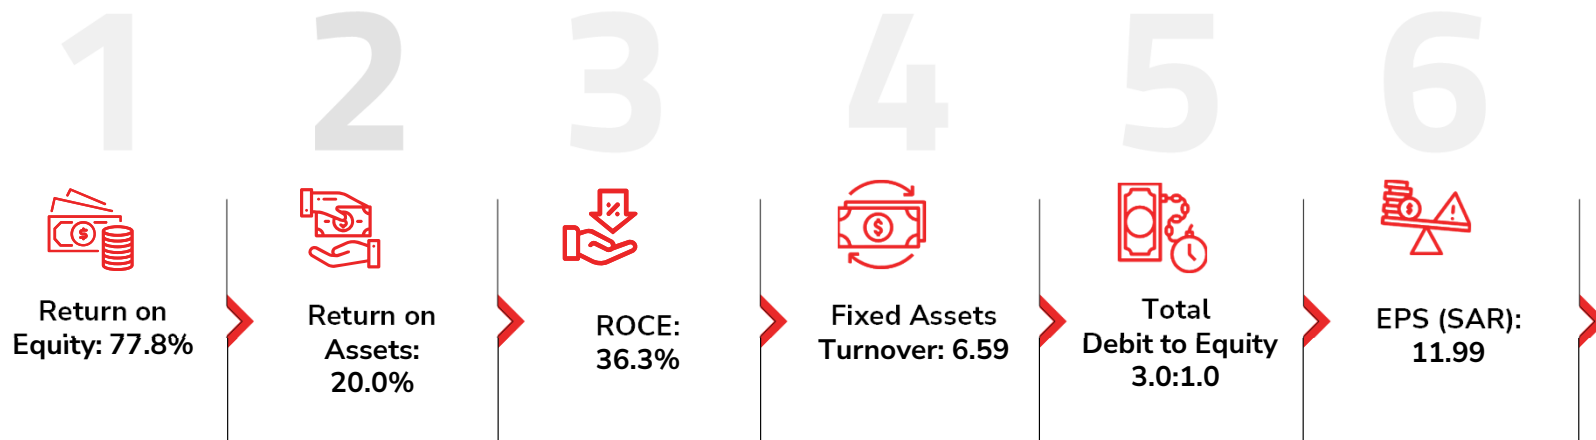 1
2
3
4
5
6
Return on
Equity: 77.8%
Return on
Assets:
20.0%
ROCE:
36.3%
Fixed Assets
Turnover: 6.59
Total
Debit to Equity
3.0:1.0
EPS (SAR):
11.99